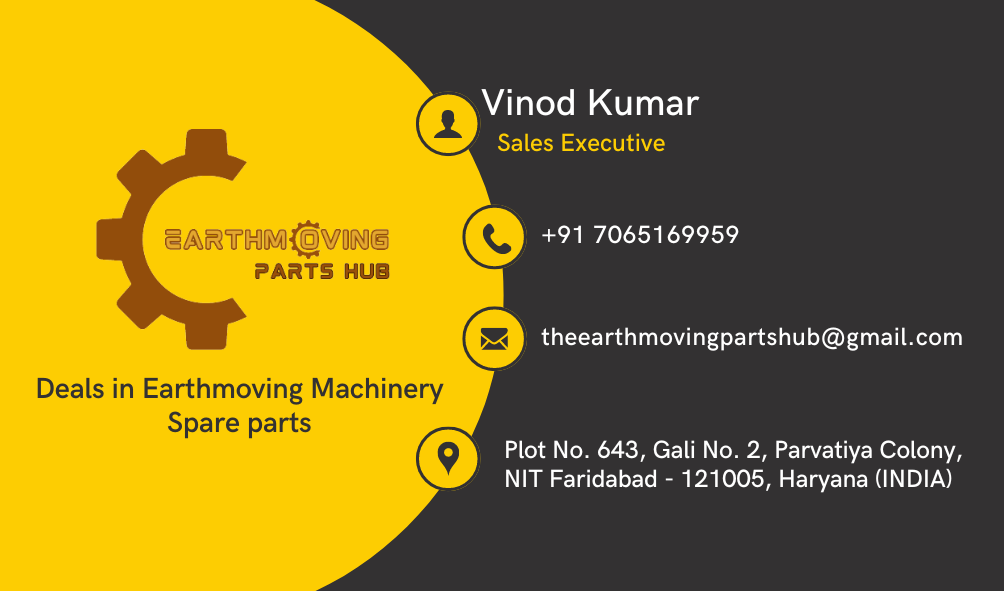 EARTHMOVING
PARTS HUB
Deals in Earthmoving Machinery
Spare parts
Vinod Kumar
Sales Executive
+91 7065169959
theearthmovingpartshub@gmail.com
Plot No. 643, Gali No. 2, Parvatiya Colony,
NIT Faridabad - 121005, Haryana (INDIA)